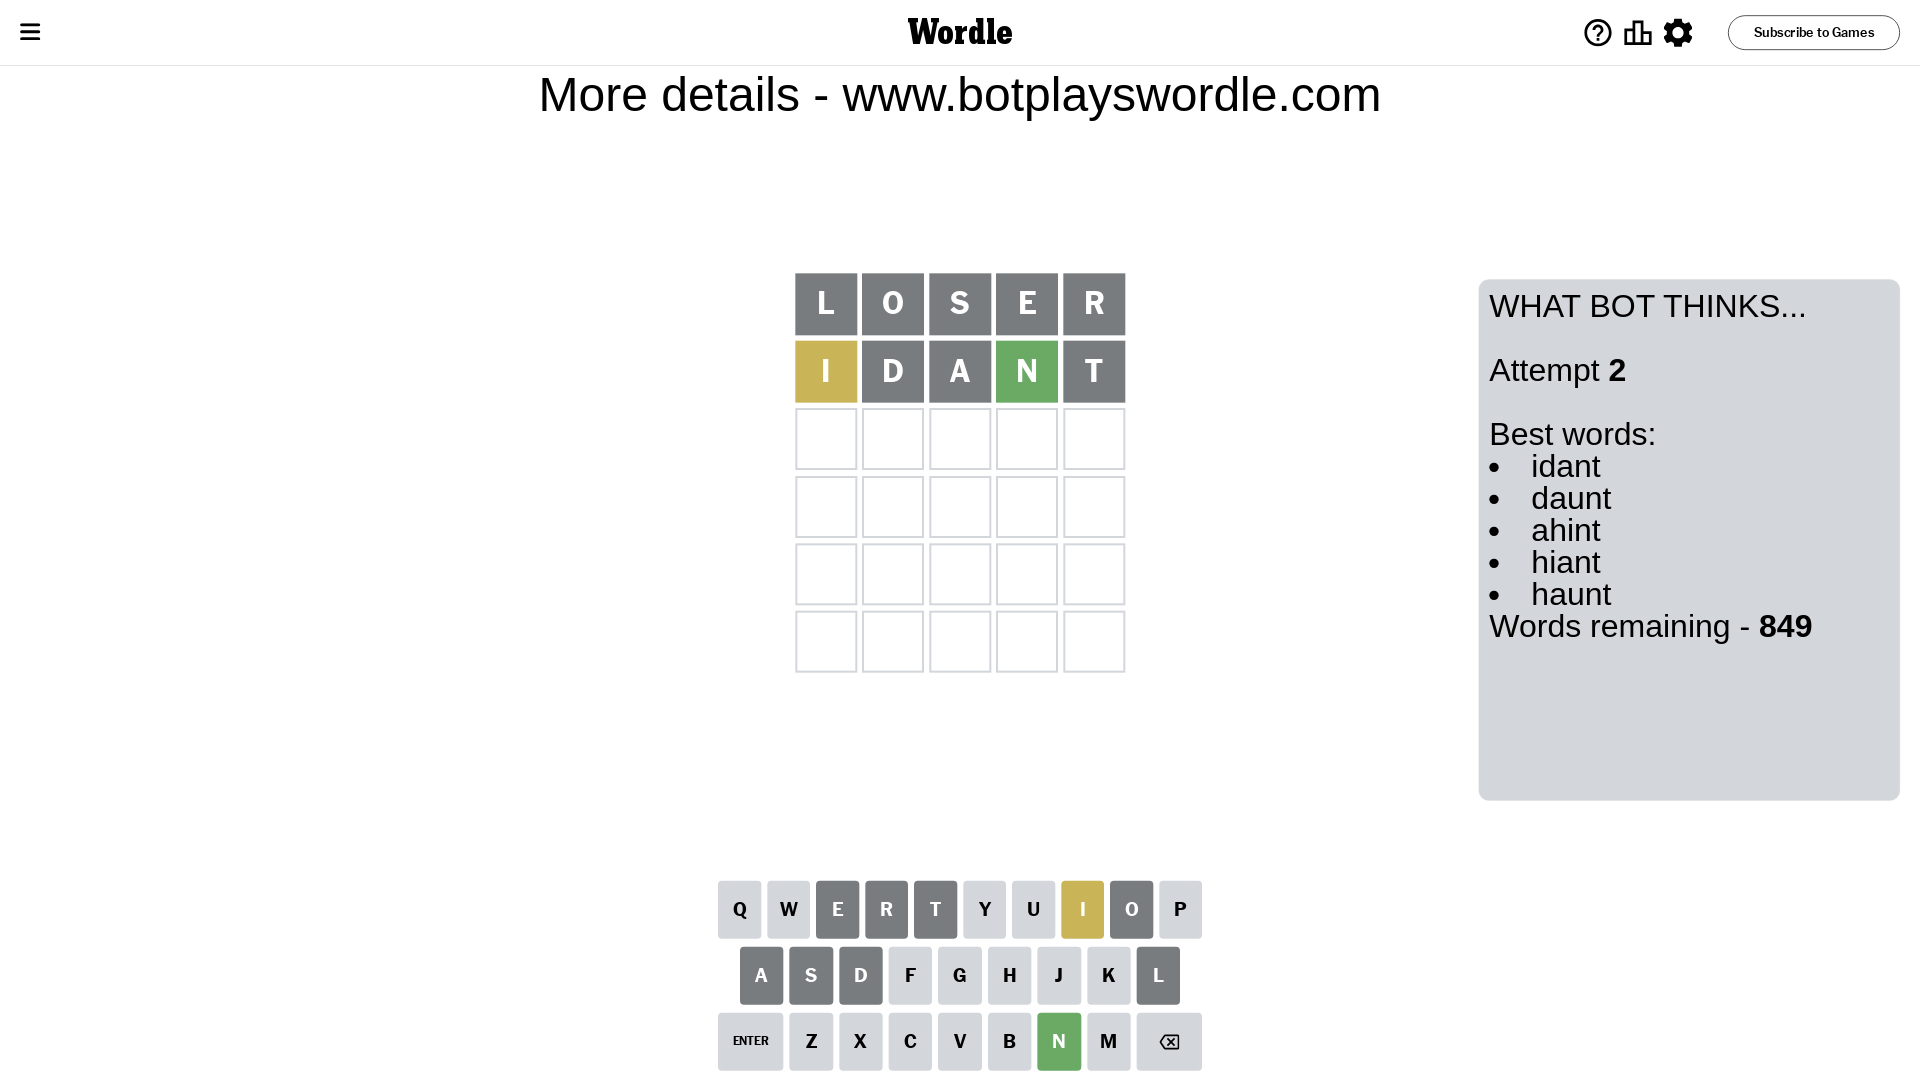 Wordle
Subscribe to Games
More details - www.botplayswordle.com
L O S E R
I D A N T
WHAT BOT THINKS...
Attempt 2
Best words:
• idant
• daunt
• ahint
• hiant
• haunt
Words remaining - 849
Q W E R T Y U I O P
A S D F G H J K L
ENTER Z X C V B N M